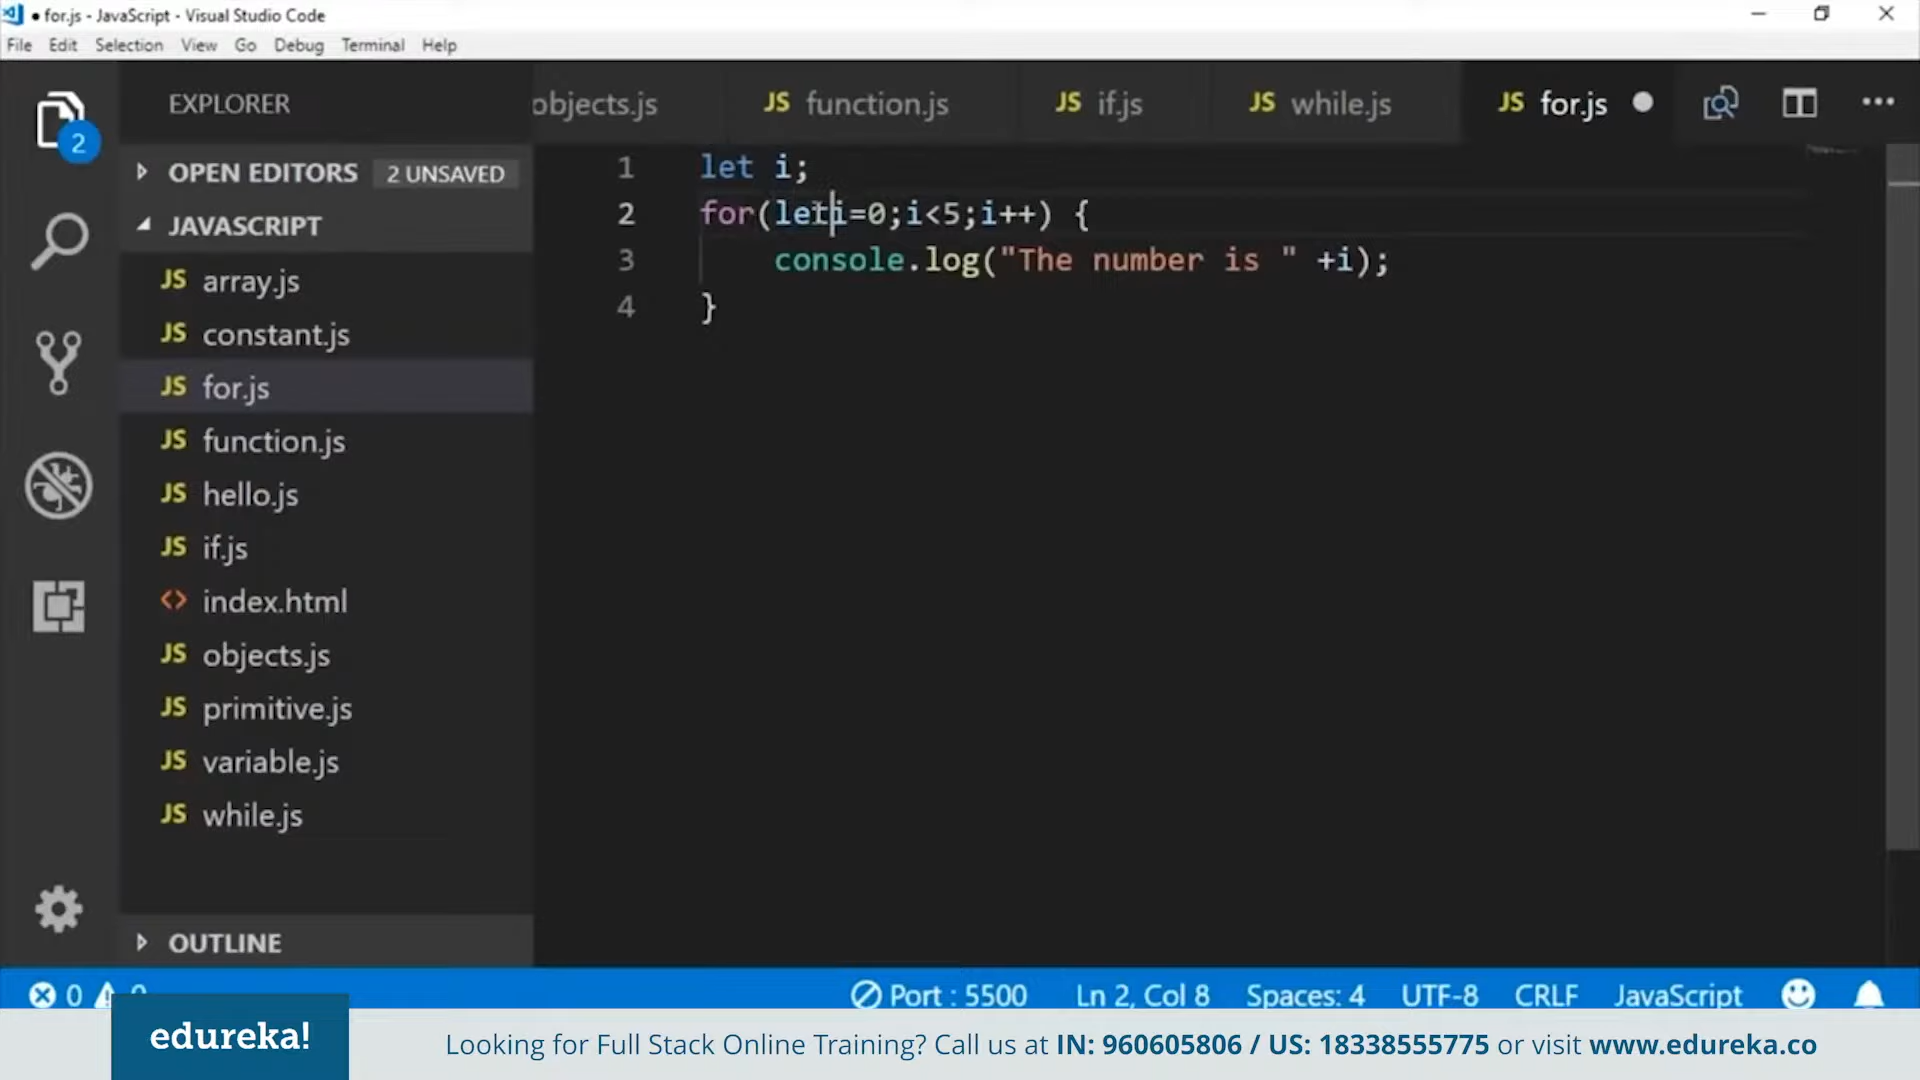 ● for.js - JavaScript - Visual Studio Code
File Edit Selection View Go Debug Terminal Help
EXPLORER
objects.js JS function.js JS if.js JS while.js JS for.js ●
2
OPEN EDITORS 2 UNSAVED
JAVASCRIPT
JS array.js
JS constant.js
JS for.js
JS function.js
JS hello.js
JS if.js
<> index.html
JS objects.js
JS primitive.js
JS variable.js
JS while.js
OUTLINE
1 let i;
2 for(leti=0;i<5;i++) {
3 console.log("The number is " +i);
4 }
0 Port : 5500 Ln 2, Col 8 Spaces: 4 UTF-8 CRLF JavaScript
edureka!
Looking for Full Stack Online Training? Call us at IN: 960605806 / US: 18338555775 or visit www.edureka.co